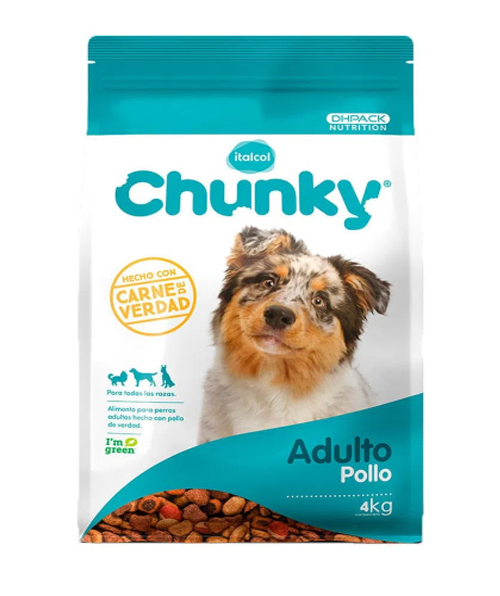 DHPACK
NUTRITION
italcol
Chunky®
HECHO CON
CARNE DE
VERDAD
Para todas las razas.
Alimento para perros
adultos hecho con pollo
de verdad.
I'm
green
Adulto
Pollo
4kg